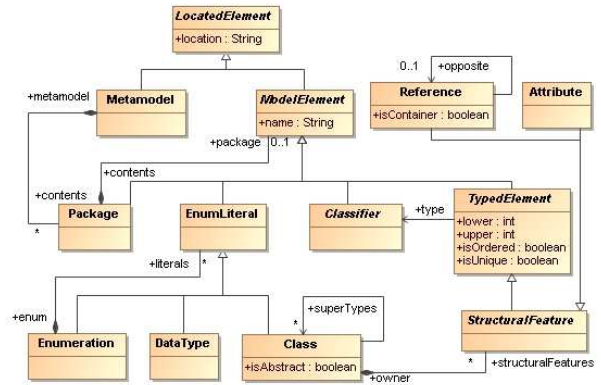 LocatedElement
+location : String
+metamodel
Metamodel
ModelElement
+name : String
0..1
+opposite
Reference
+isContainer : boolean
Attribute
+package
0..1
+contents
+contents
*
Package
EnumLiteral
Classifier
+type
TypedElement
+lower : int
+upper : int
+isOrdered : boolean
+isUnique : boolean
+literals
*
+enum
+superTypes
*
Enumeration
DataType
Class
+isAbstract : boolean
+owner
StructuralFeature
*
+structuralFeatures